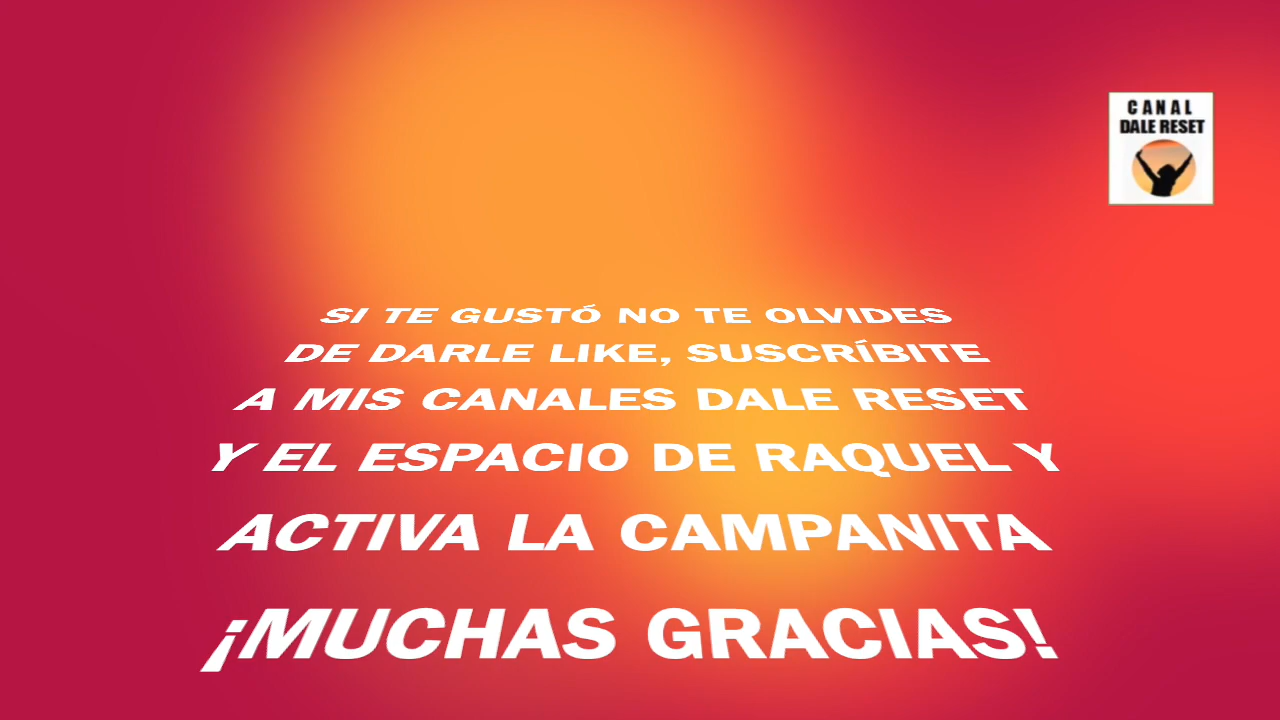 CANAL
DALE RESET
SI TE GUSTÓ NO TE OLVIDES
DE DARLE LIKE, SUSCRÍBITE
A MIS CANALES DALE RESET
Y EL ESPACIO DE RAQUEL Y
ACTIVA LA CAMPANITA
¡MUCHAS GRACIAS!